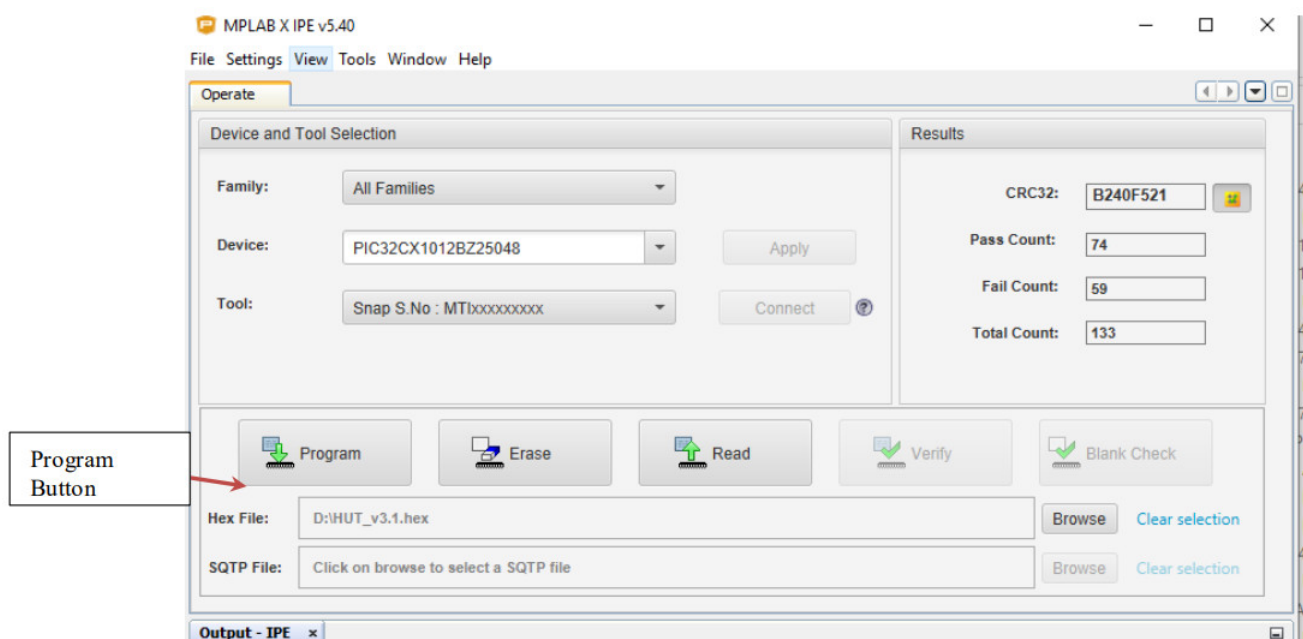 MPLAB X IPE v5.40
File Settings View Tools Window Help
Operate
Device and Tool Selection
Results
Family:
All Families
CRC32:
B240F521
Device:
PIC32CX1012BZ25048
Apply
Pass Count:
74
Tool:
Snap S.No : MTIxxxxxxxxx
Connect
Fail Count:
59
Total Count:
133
Program
Button
Program
Erase
Read
Verify
Blank Check
Hex File:
D:\HUT_v3.1.hex
Browse
Clear selection
SQTP File:
Click on browse to select a SQTP file
Browse
Clear selection
Output - IPE